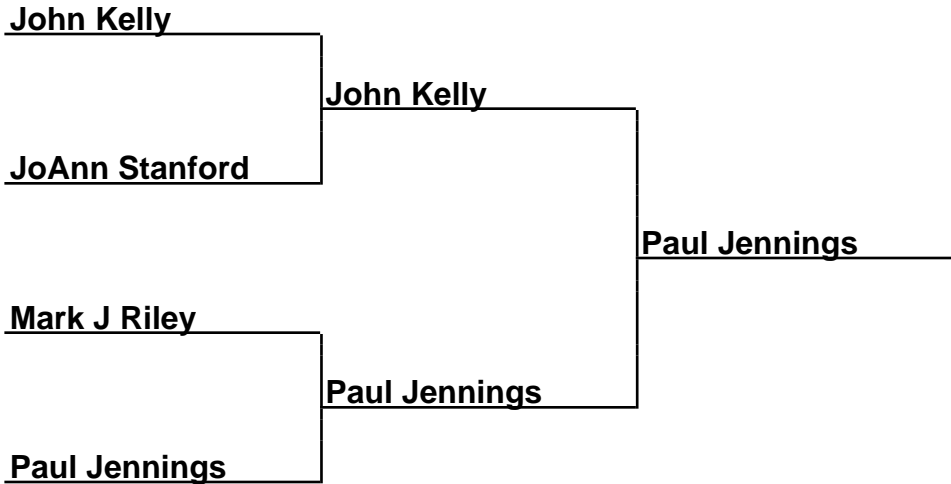 John Kelly
John Kelly
JoAnn Stanford
Paul Jennings
Mark J Riley
Paul Jennings
Paul Jennings